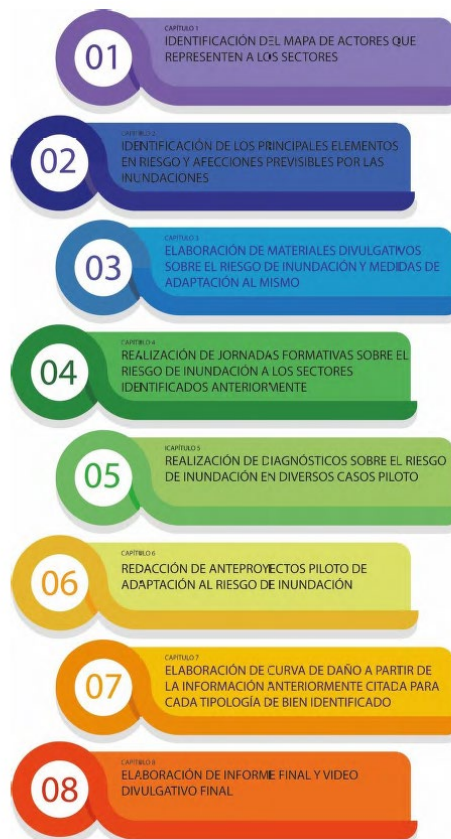 01
CAPÍTULO 1
IDENTIFICACIÓN DEL MAPA DE ACTORES QUE
REPRESENTEN A LOS SECTORES
02
CAPÍTULO 2
IDENTIFICACIÓN DE LOS PRINCIPALES ELEMENTOS
EN RIESGO Y AFECCIONES PREVISIBLES POR LAS
INUNDACIONES
03
CAPÍTULO 3
ELABORACIÓN DE MATERIALES DIVULGATIVOS
SOBRE EL RIESGO DE INUNDACIÓN Y MEDIDAS DE
ADAPTACIÓN AL MISMO
04
CAPÍTULO 4
REALIZACIÓN DE JORNADAS FORMATIVAS SOBRE EL
RIESGO DE INUNDACIÓN A LOS SECTORES
IDENTIFICADOS ANTERIORMENTE
05
ICAPÍTULO 5
REALIZACIÓN DE DIAGNÓSTICOS SOBRE EL RIESGO
DE INUNDACIÓN EN DIVERSOS CASOS PILOTO
06
CAPÍTULO 6
REDACCIÓN DE ANTEPROYECTOS PILOTO DE
ADAPTACIÓN AL RIESGO DE INUNDACIÓN
07
CAPÍTULO 7
ELABORACIÓN DE CURVA DE DAÑO A PARTIR DE
LA INFORMACIÓN ANTERIORMENTE CITADA PARA
CADA TIPOLOGÍA DE BIEN IDENTIFICADO
08
CAPÍTULO 8
ELABORACIÓN DE INFORME FINAL Y VIDEO
DIVULGATIVO FINAL